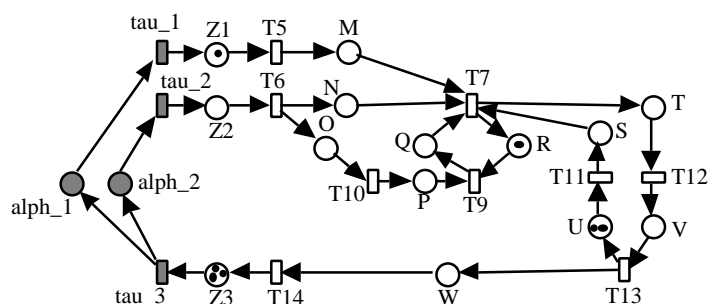 tau_1
Z1
T5
M
tau_2
Z2
T6
N
T7
T
O
Q
R
S
alph_1
alph_2
T10
P
T9
T11
T12
U
V
tau_3
Z3
T14
W
T13